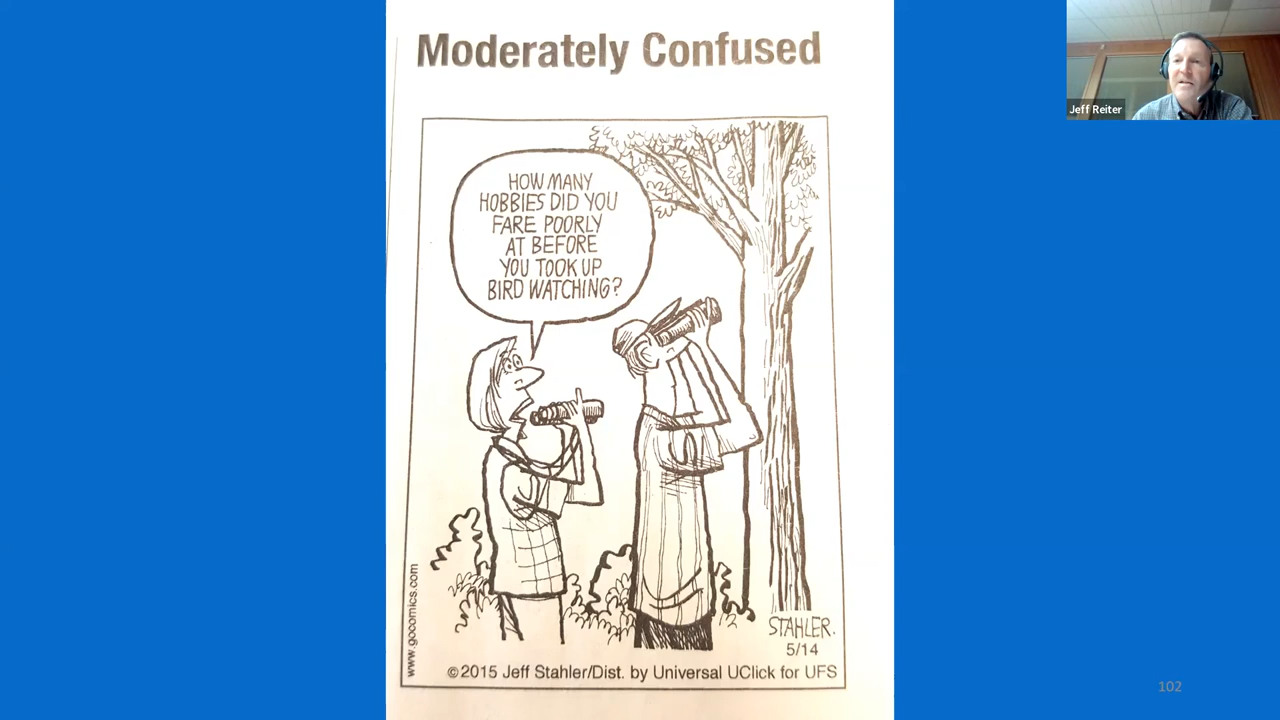 Moderately Confused
Jeff Reiter
HOW MANY
HOBBIES DID YOU
FARE POORLY
AT BEFORE
YOU TOOK UP
BIRD WATCHING?
STAHLER.
5/14
www.gocomics.com
©2015 Jeff Stahler/Dist. by Universal UClick for UFS
102